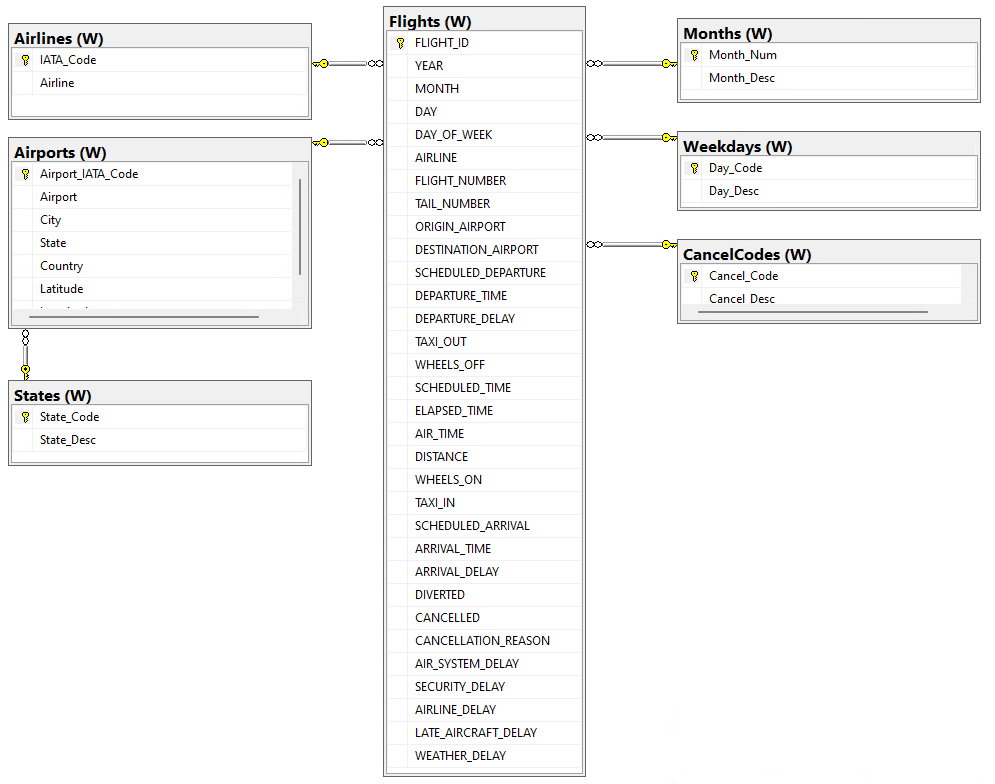 Airlines (W)
IATA_Code
Airline
Airports (W)
Airport_IATA_Code
Airport
City
State
Country
Latitude
States (W)
State_Code
State_Desc
Flights (W)
FLIGHT_ID
YEAR
MONTH
DAY
DAY_OF_WEEK
AIRLINE
FLIGHT_NUMBER
TAIL_NUMBER
ORIGIN_AIRPORT
DESTINATION_AIRPORT
SCHEDULED_DEPARTURE
DEPARTURE_TIME
DEPARTURE_DELAY
TAXI_OUT
WHEELS_OFF
SCHEDULED_TIME
ELAPSED_TIME
AIR_TIME
DISTANCE
WHEELS_ON
TAXI_IN
SCHEDULED_ARRIVAL
ARRIVAL_TIME
ARRIVAL_DELAY
DIVERTED
CANCELLED
CANCELLATION_REASON
AIR_SYSTEM_DELAY
SECURITY_DELAY
AIRLINE_DELAY
LATE_AIRCRAFT_DELAY
WEATHER_DELAY
Months (W)
Month_Num
Month_Desc
Weekdays (W)
Day_Code
Day_Desc
CancelCodes (W)
Cancel_Code
Cancel_Desc